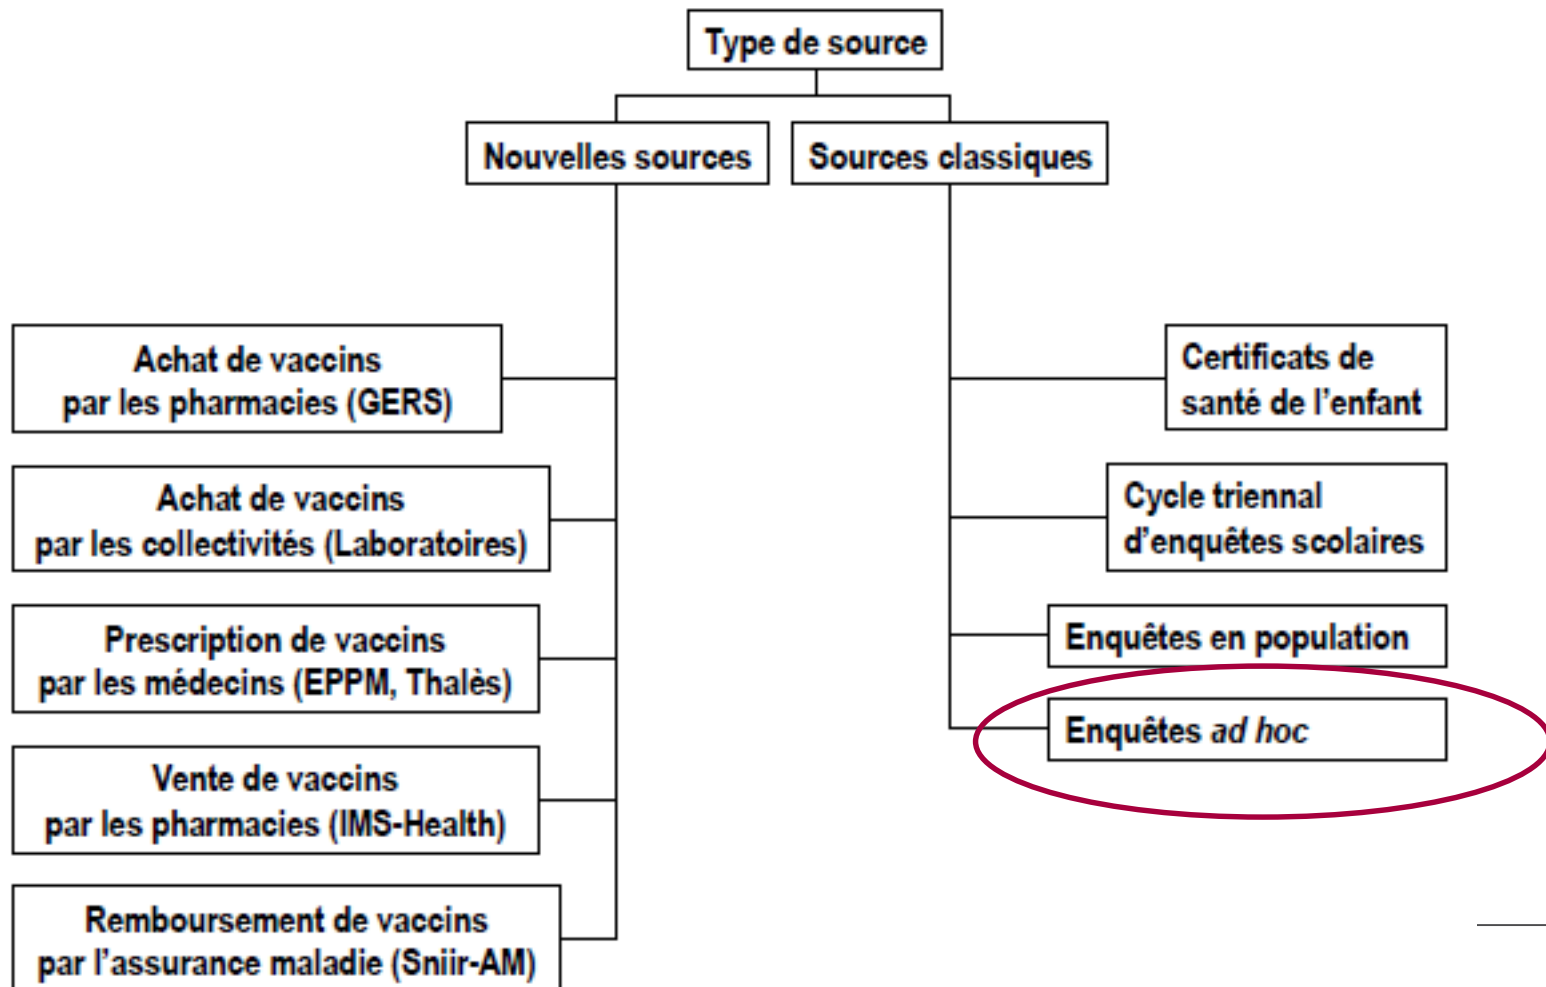 Type de source
Nouvelles sources
Sources classiques
Achat de vaccins
par les pharmacies (GERS)
Achat de vaccins
par les collectivités (Laboratoires)
Prescription de vaccins
par les médecins (EPPM, Thalès)
Vente de vaccins
par les pharmacies (IMS-Health)
Remboursement de vaccins
par l'assurance maladie (Sniir-AM)
Certificats de
santé de l'enfant
Cycle triennal
d'enquêtes scolaires
Enquêtes en population
Enquêtes ad hoc